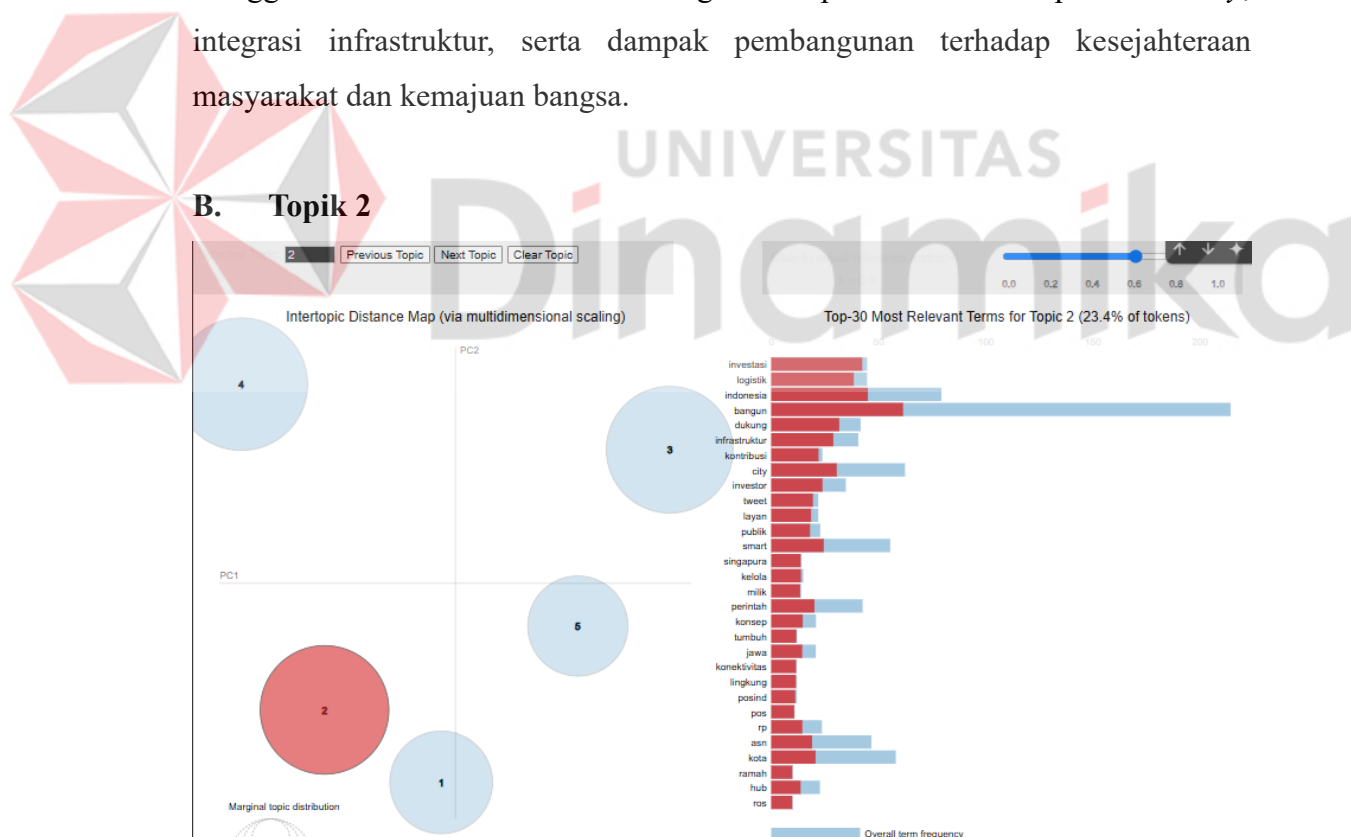 integrasi infrastruktur, serta dampak pembangunan terhadap kesejahteraan
masyarakat dan kemajuan bangsa.
UNIVERSITAS
Dinamika
B. Topik 2
2 Previous Topic Next Topic Clear Topic
0.0 0.2 0.4 0.6 0.8 1.0
Intertopic Distance Map (via multidimensional scaling)
PC2
PC1
4
3
5
2
1
Marginal topic distribution
Top-30 Most Relevant Terms for Topic 2 (23.4% of tokens)
0 50 100 150 200
investasi
logistik
indonesia
bangun
dukung
infrastruktur
kontribusi
city
investor
tweet
layan
publik
smart
singapura
kelola
milik
perintah
konsep
tumbuh
jawa
konektivitas
lingkung
posind
pos
rp
asn
kota
ramah
hub
ros
Overall term frequency